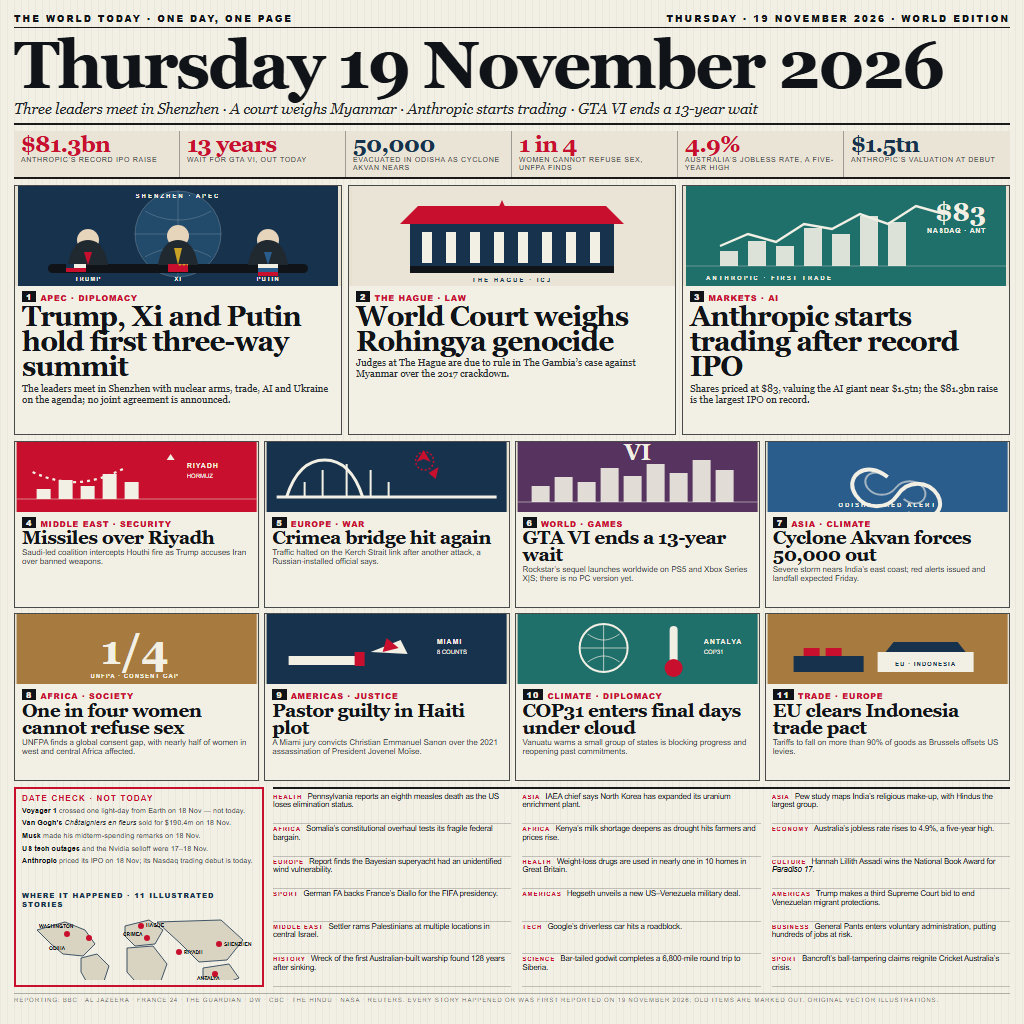 THE WORLD TODAY · ONE DAY, ONE PAGE
THURSDAY · 19 NOVEMBER 2026 · WORLD EDITION
Thursday 19 November 2026
Three leaders meet in Shenzhen · A court weighs Myanmar · Anthropic starts trading · GTA VI ends a 13-year wait
$81.3bn
ANTHROPIC'S RECORD IPO RAISE
13 years
WAIT FOR GTA VI, OUT TODAY
50,000
EVACUATED IN ODISHA AS CYCLONE
AKVAN NEARS
1 in 4
WOMEN CANNOT REFUSE SEX,
UNFPA FINDS
4.9%
AUSTRALIA'S JOBLESS RATE, A FIVE-
YEAR HIGH
$1.5tn
ANTHROPIC'S VALUATION AT DEBUT
SHENZHEN · APEC
TRUMP
XI
PUTIN
1 APEC · DIPLOMACY
Trump, Xi and Putin
hold first three-way
summit
The leaders meet in Shenzhen with nuclear arms, trade, AI and Ukraine
on the agenda; no joint agreement is announced.
THE HAGUE · ICJ
2 THE HAGUE · LAW
World Court weighs
Rohingya genocide
Judges at The Hague are due to rule in The Gambia's case against
Myanmar over the 2017 crackdown.
$83
NASDAQ · ANT
ANTHROPIC · FIRST TRADE
3 MARKETS · AI
Anthropic starts
trading after record
IPO
Shares priced at $83, valuing the AI giant near $1.5tn; the $81.3bn raise
is the largest IPO on record.
RIYADH
HORMUZ
4 MIDDLE EAST · SECURITY
Missiles over Riyadh
Saudi-led coalition intercepts Houthi fire as Trump accuses Iran
over banned weapons.
5 EUROPE · WAR
Crimea bridge hit again
Traffic halted on the Kerch Strait link after another attack, a
Russian-installed official says.
VI
6 WORLD · GAMES
GTA VI ends a 13-year
wait
Rockstar's sequel launches worldwide on PS5 and Xbox Series
X|S; there is no PC version yet.
ODISHA RED ALERT
7 ASIA · CLIMATE
Cyclone Akvan forces
50,000 out
Severe storm nears India's east coast; red alerts issued and
landfall expected Friday.
1/4
UNFPA · CONSENT GAP
8 AFRICA · SOCIETY
One in four women
cannot refuse sex
UNFPA finds a global consent gap, with nearly half of women in
west and central Africa affected.
MIAMI
8 COUNTS
9 AMERICAS · JUSTICE
Pastor guilty in Haiti
plot
A Miami jury convicts Christian Emmanuel Sanon over the 2021
assassination of President Jovenel Moïse.
ANTALYA
COP31
10 CLIMATE · DIPLOMACY
COP31 enters final days
under cloud
Vanuatu warns a small group of states is blocking progress and
reopening past commitments.
EU · INDONESIA
11 TRADE · EUROPE
EU clears Indonesia
trade pact
Tariffs to fall on more than 90% of goods as Brussels offsets US
levies.
DATE CHECK · NOT TODAY
Voyager 1 crossed one light-day from Earth on 18 Nov — not today.
Van Gogh's Châtaigniers en fleurs sold for $190.4m on 18 Nov.
Musk made his midterm-spending remarks on 18 Nov.
US tech outages and the Nvidia selloff were 17–18 Nov.
Anthropic priced its IPO on 18 Nov; its Nasdaq trading debut is today.
WHERE IT HAPPENED · 11 ILLUSTRATED
STORIES
WASHINGTON
HAGUE
CRIMEA
SHENZHEN
ODISHA
RIYADH
ANTALYA
HEALTH Pennsylvania reports an eighth measles death as the US
loses elimination status.
AFRICA Somalia's constitutional overhaul tests its fragile federal
bargain.
EUROPE Report finds the Bayesian superyacht had an unidentified
wind vulnerability.
SPORT German FA backs France's Diallo for the FIFA presidency.
MIDDLE EAST Settler rams Palestinians at multiple locations in
central Israel.
HISTORY Wreck of the first Australian-built warship found 128 years
after sinking.
ASIA IAEA chief says North Korea has expanded its uranium
enrichment plant.
AFRICA Kenya's milk shortage deepens as drought hits farmers and
prices rise.
HEALTH Weight-loss drugs are used in nearly one in 10 homes in
Great Britain.
AMERICAS Hegseth unveils a new US–Venezuela military deal.
TECH Google's driverless car hits a roadblock.
SCIENCE Bar-tailed godwit completes a 6,800-mile round trip to
Siberia.
ASIA Pew study maps India's religious make-up, with Hindus the
largest group.
ECONOMY Australia's jobless rate rises to 4.9%, a five-year high.
CULTURE Hannah Lillith Assadi wins the National Book Award for
Paradiso 17.
AMERICAS Trump makes a third Supreme Court bid to end
Venezuelan migrant protections.
BUSINESS General Pants enters voluntary administration, putting
hundreds of jobs at risk.
SPORT Bancroft's ball-tampering claims reignite Cricket Australia's
crisis.
REPORTING: BBC · AL JAZEERA · FRANCE 24 · THE GUARDIAN · DW · CBC · THE HINDU · NASA · REUTERS. EVERY STORY HAPPENED OR WAS FIRST REPORTED ON 19 NOVEMBER 2026; OLD ITEMS ARE MARKED OUT. ORIGINAL VECTOR ILLUSTRATIONS.